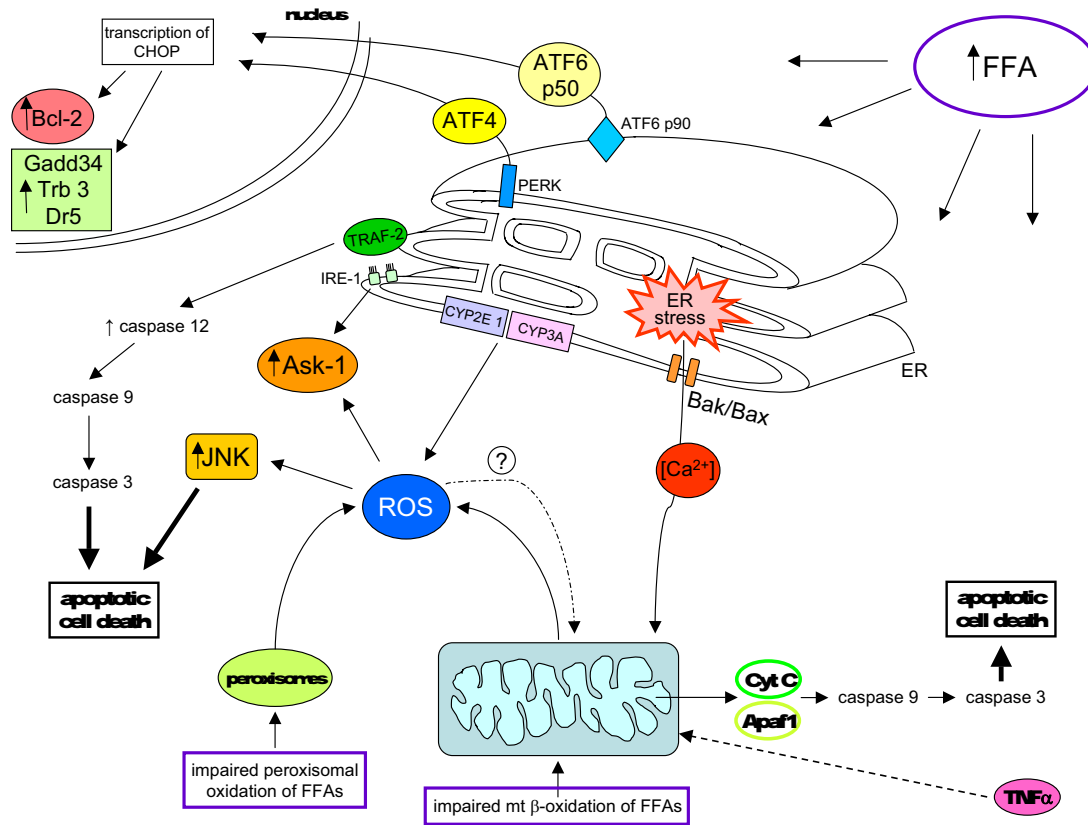 nucleus
transcription of
CHOP
ATF6
p50
↑FFA
↑Bcl-2
ATF4
ATF6 p90
Gadd34
↑ Trb 3
Dr5
PERK
TRAF-2
IRE-1
ER
stress
CYP2E 1
CYP3A
↑ caspase 12
↑Ask-1
ER
Bak/Bax
caspase 9
↑JNK
?
[Ca²⁺]
caspase 3
ROS
apoptotic
cell death
apoptotic
cell death
peroxisomes
Cyt C
caspase 9
caspase 3
Apaf1
impaired peroxisomal
oxidation of FFAs
impaired mt β-oxidation of FFAs
TNFα